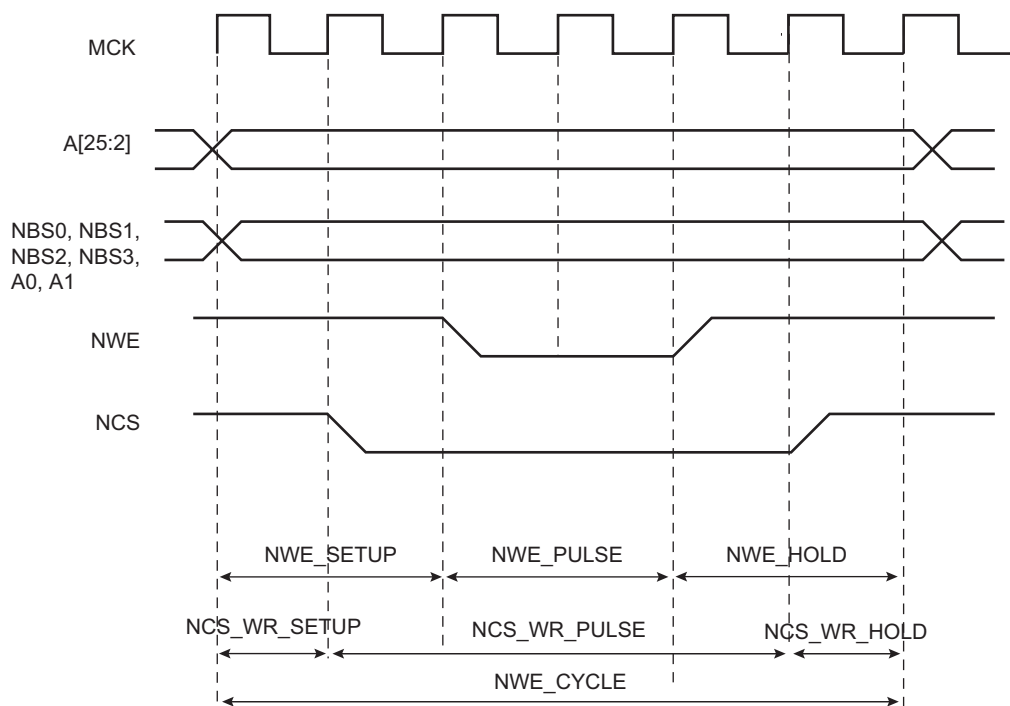 MCK
A[25:2]
NBS0, NBS1,
NBS2, NBS3,
A0, A1
NWE
NCS
NWE_SETUP
NWE_PULSE
NWE_HOLD
NCS_WR_SETUP
NCS_WR_PULSE
NCS_WR_HOLD
NWE_CYCLE